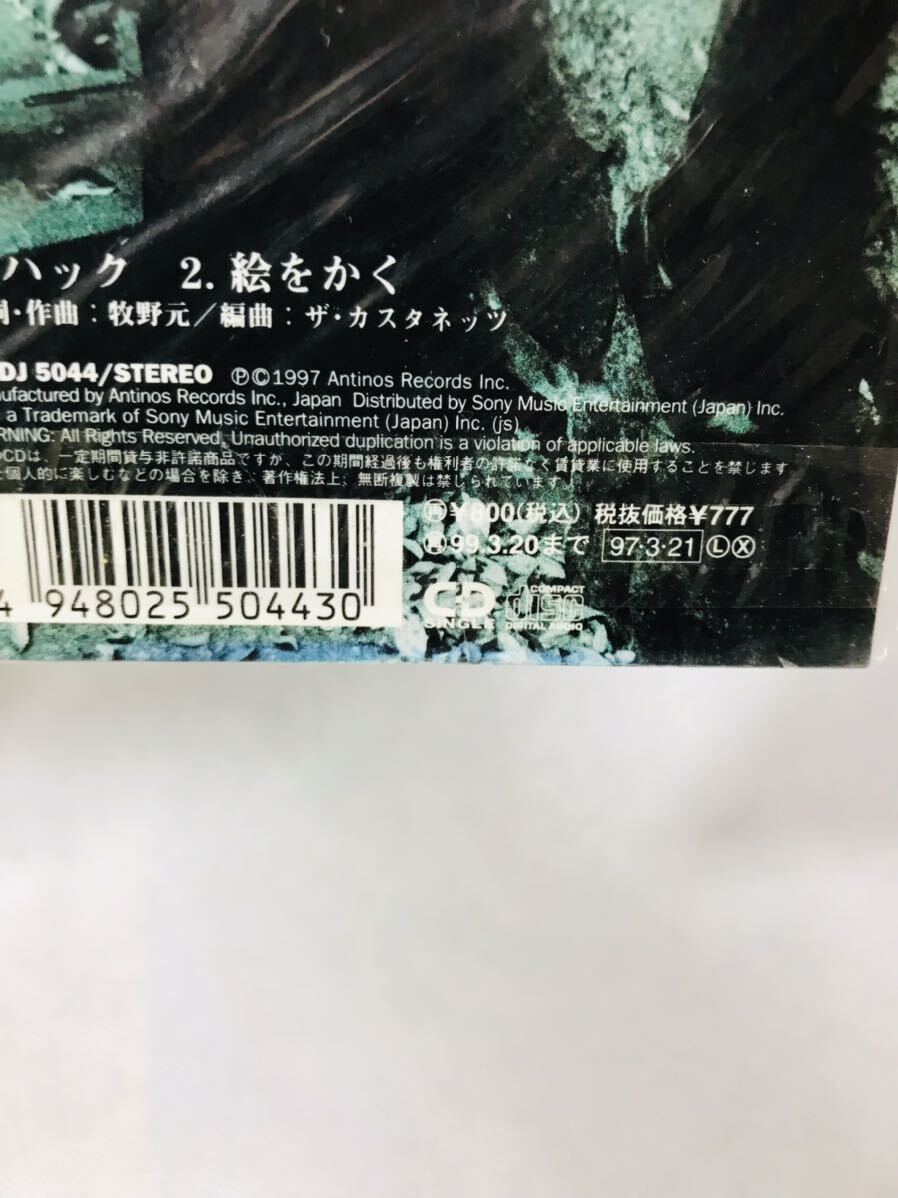 ハック 2. 絵をかく
詞・作曲：牧野元／編曲：ザ・カスタネッツ
DJ 5044/STEREO ℗©1997 Antinos Records Inc.
nufactured by Antinos Records Inc., Japan Distributed by Sony Music Entertainment (Japan) Inc.
a Trademark of Sony Music Entertainment (Japan) Inc. (js)
RNING: All Rights Reserved. Unauthorized duplication is a violation of applicable laws.
CDは、一定期間貸与非許諾商品ですが、この期間経過後も権利者の許諾なく賃貸業に使用することを禁じます。
個人的に楽しむなどの場合を除き、著作権法上、無断複製は禁じられています。
再¥800(税込) 税抜価格¥777
99.3.20まで 97・3・21 Ⓛ Ⓧ
4 948025 504430
CD SINGLE
COMPACT disc DIGITAL AUDIO